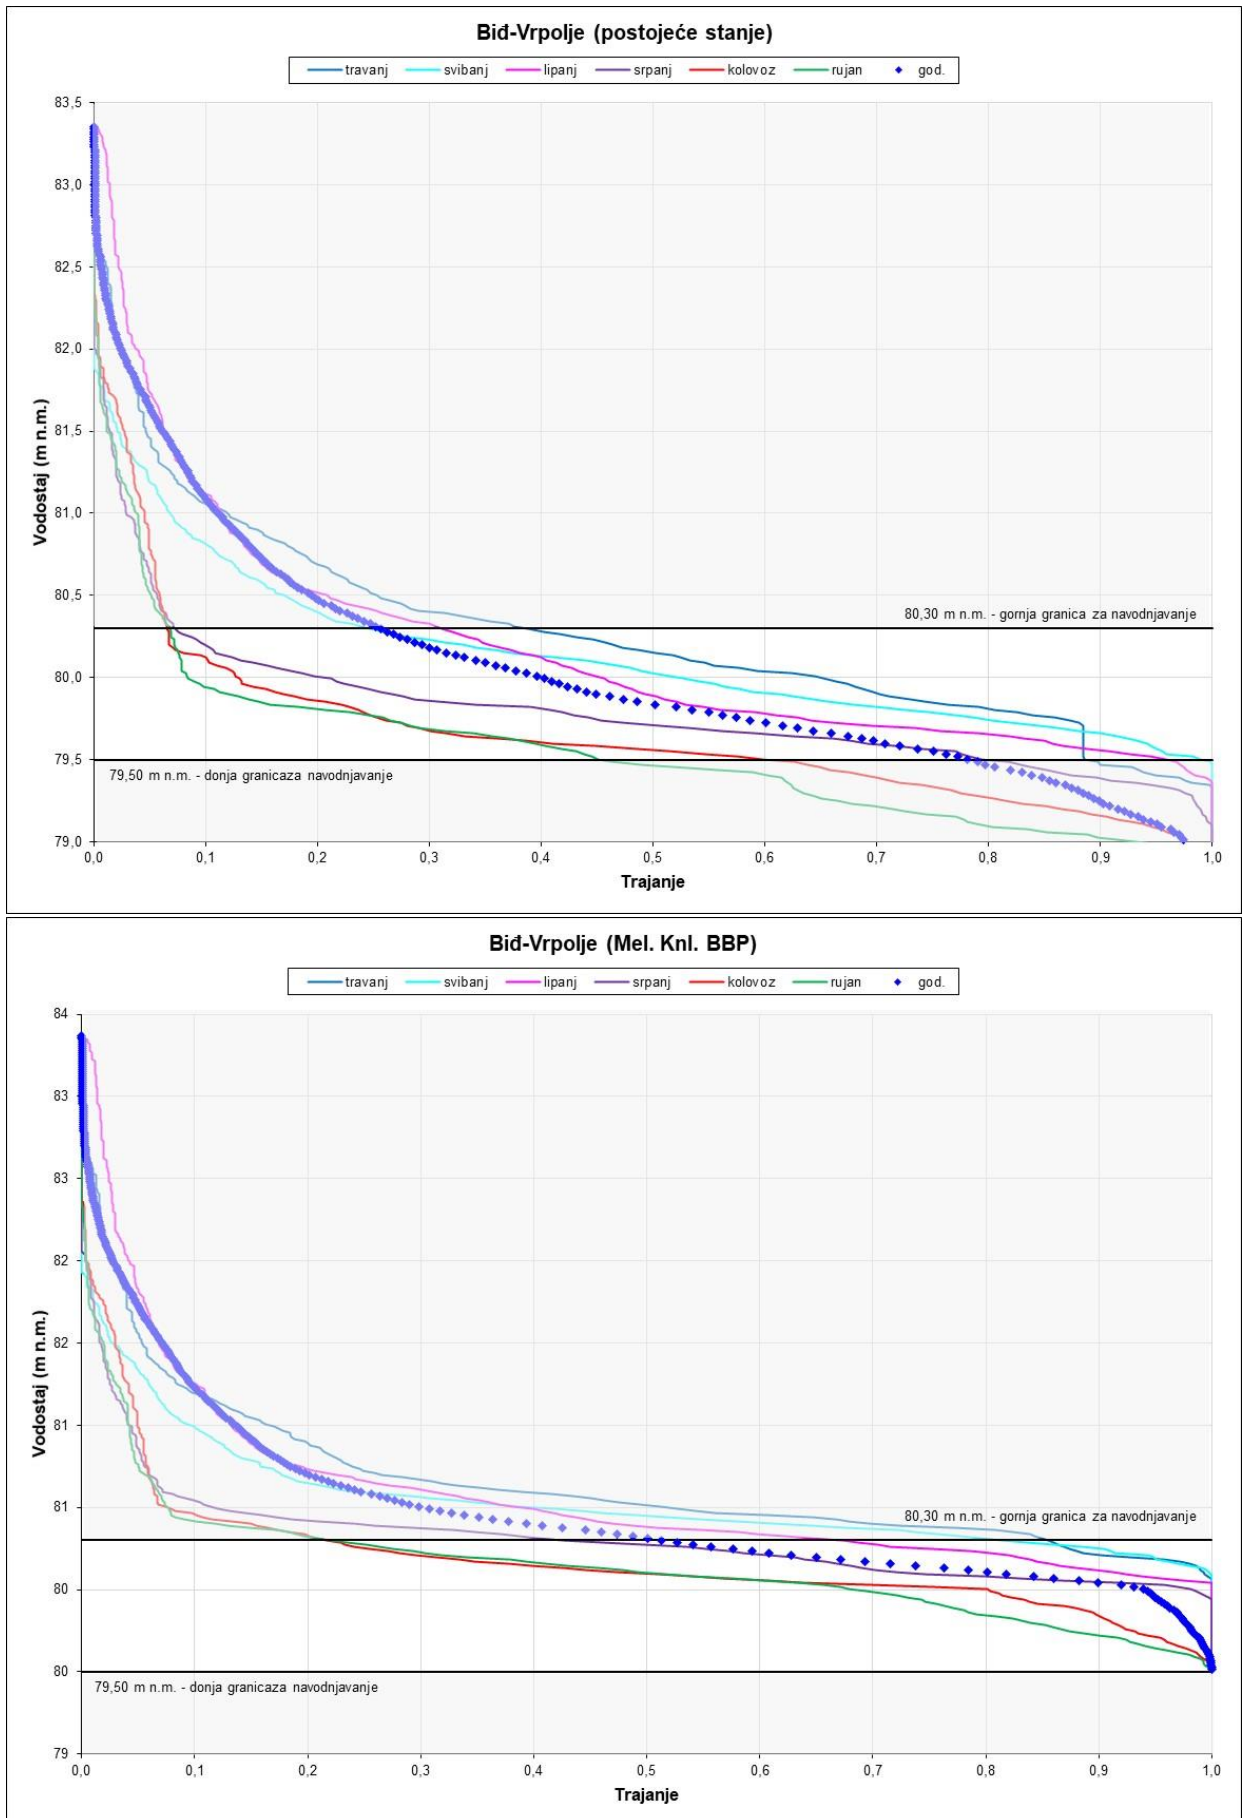 Biđ-Vrpolje (postojeće stanje)
travanj svibanj lipanj srpanj kolovoz rujan god.
83,5
83,0
82,5
82,0
81,5
81,0
80,5
80,0
79,5
79,0
Vodostaj (m n.m.)
80,30 m n.m. - gornja granica za navodnjavanje
79,50 m n.m. - donja granicaza navodnjavanje
0,0 0,1 0,2 0,3 0,4 0,5 0,6 0,7 0,8 0,9 1,0
Trajanje
Biđ-Vrpolje (Mel. Knl. BBP)
travanj svibanj lipanj srpanj kolovoz rujan god.
84
83
83
82
82
81
81
80
80
79
Vodostaj (m n.m.)
80,30 m n.m. - gornja granica za navodnjavanje
79,50 m n.m. - donja granicaza navodnjavanje
0,0 0,1 0,2 0,3 0,4 0,5 0,6 0,7 0,8 0,9 1,0
Trajanje